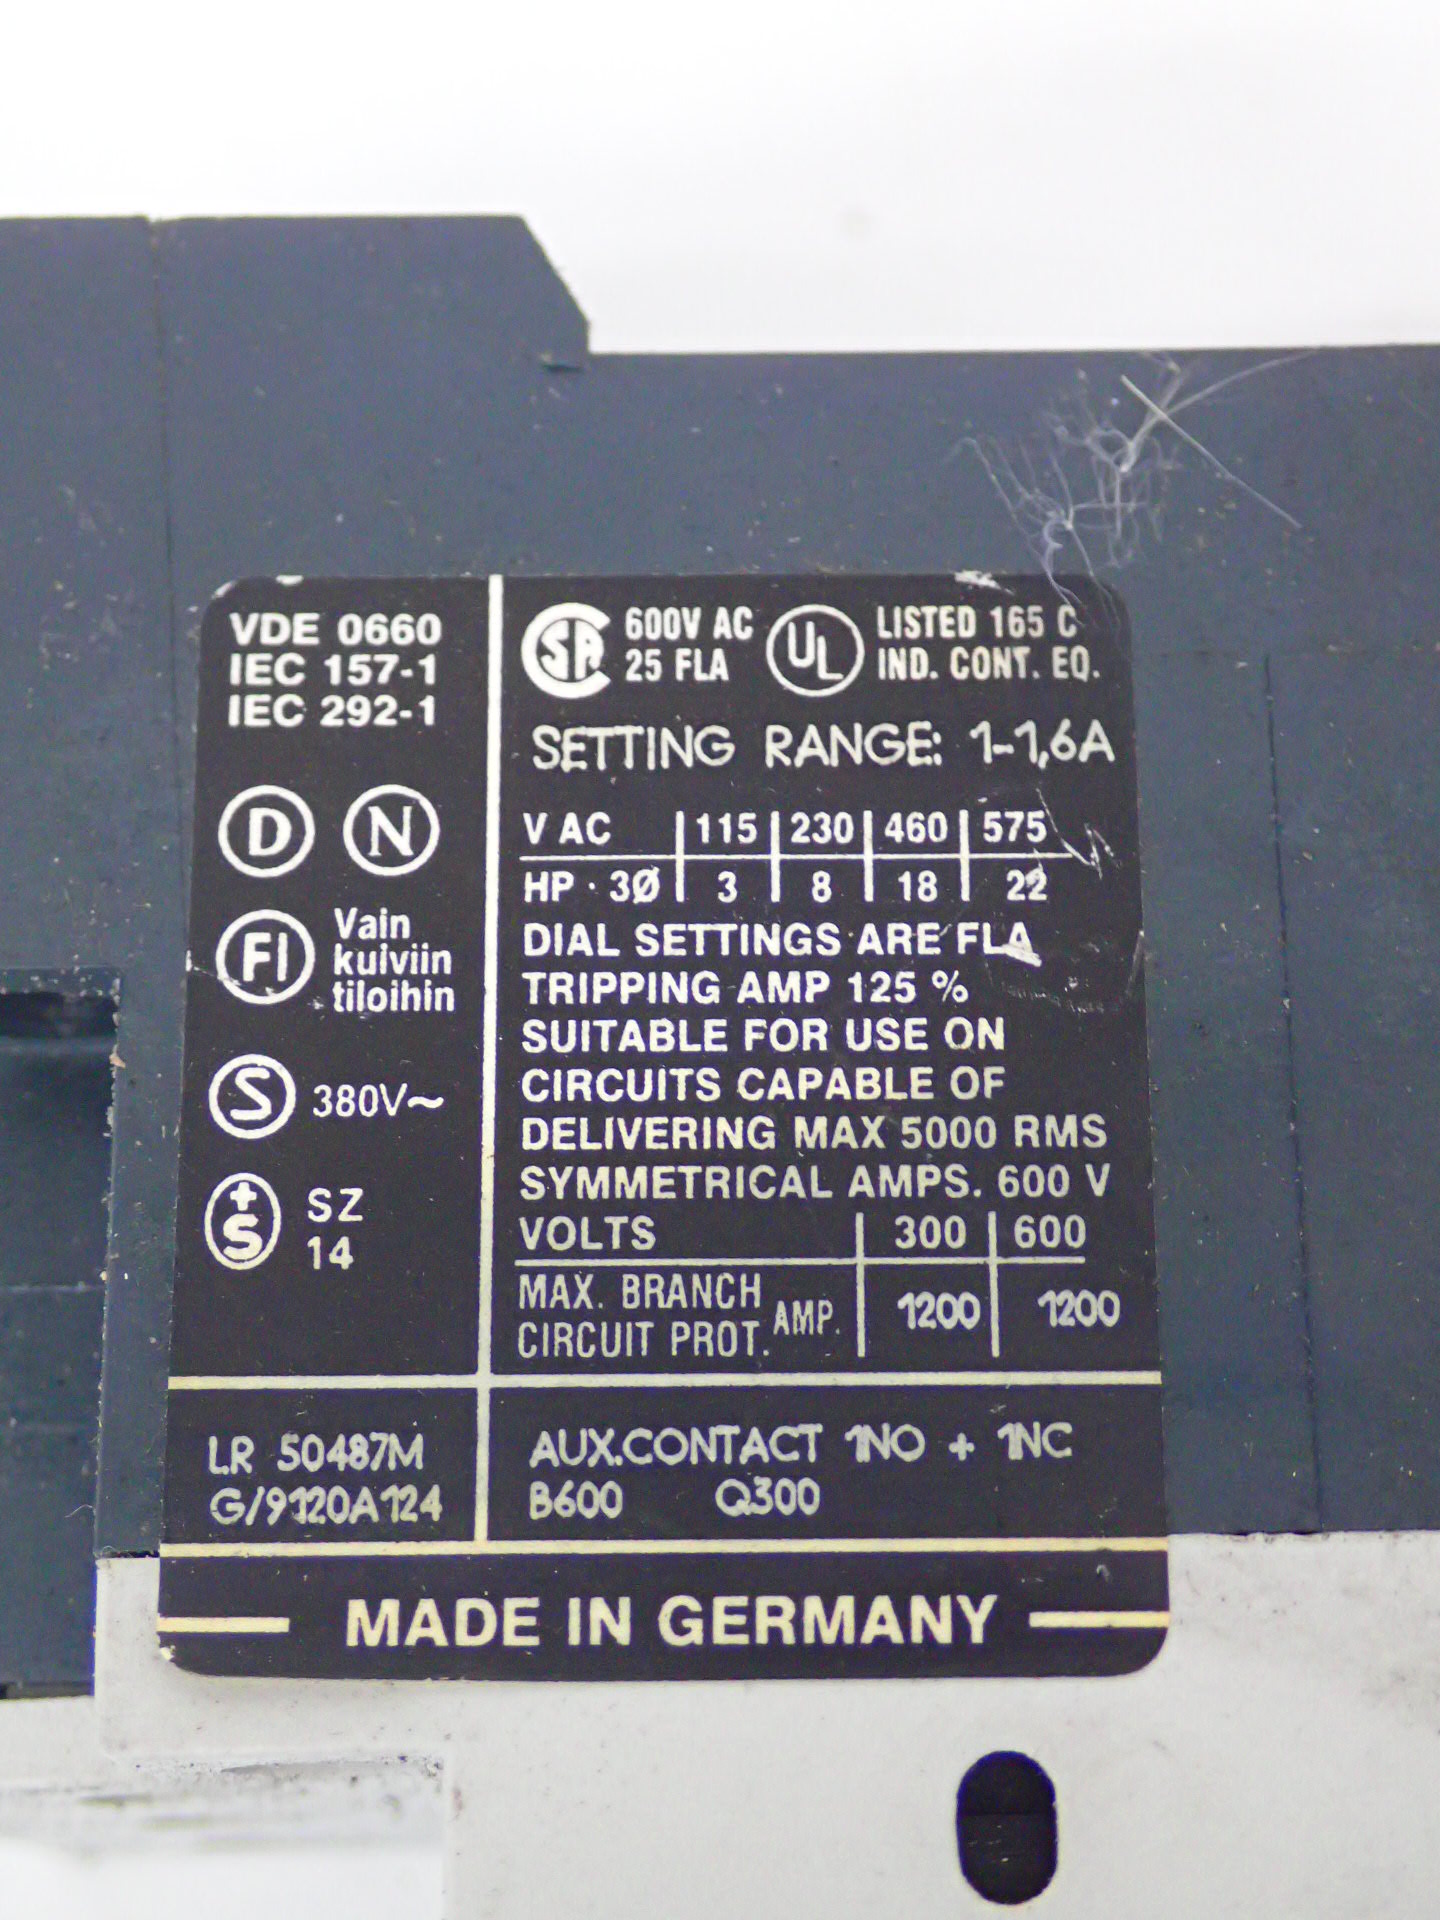 VDE 0660
IEC 157-1
IEC 292-1
D N
FI Vain
kuiviin
tiloihin
S 380V~
+S SZ
14
CSA 600V AC
25 FLA
UL LISTED 165 C
IND. CONT. EQ.
SETTING RANGE: 1-1,6A
V AC 115 230 460 575
HP · 3Ø 3 8 18 22
DIAL SETTINGS ARE FLA
TRIPPING AMP 125 %
SUITABLE FOR USE ON
CIRCUITS CAPABLE OF
DELIVERING MAX 5000 RMS
SYMMETRICAL AMPS. 600 V
VOLTS 300 600
MAX. BRANCH
CIRCUIT PROT. AMP. 1200 1200
LR 50487M
G/9120A124
AUX.CONTACT 1NO + 1NC
B600 Q300
MADE IN GERMANY